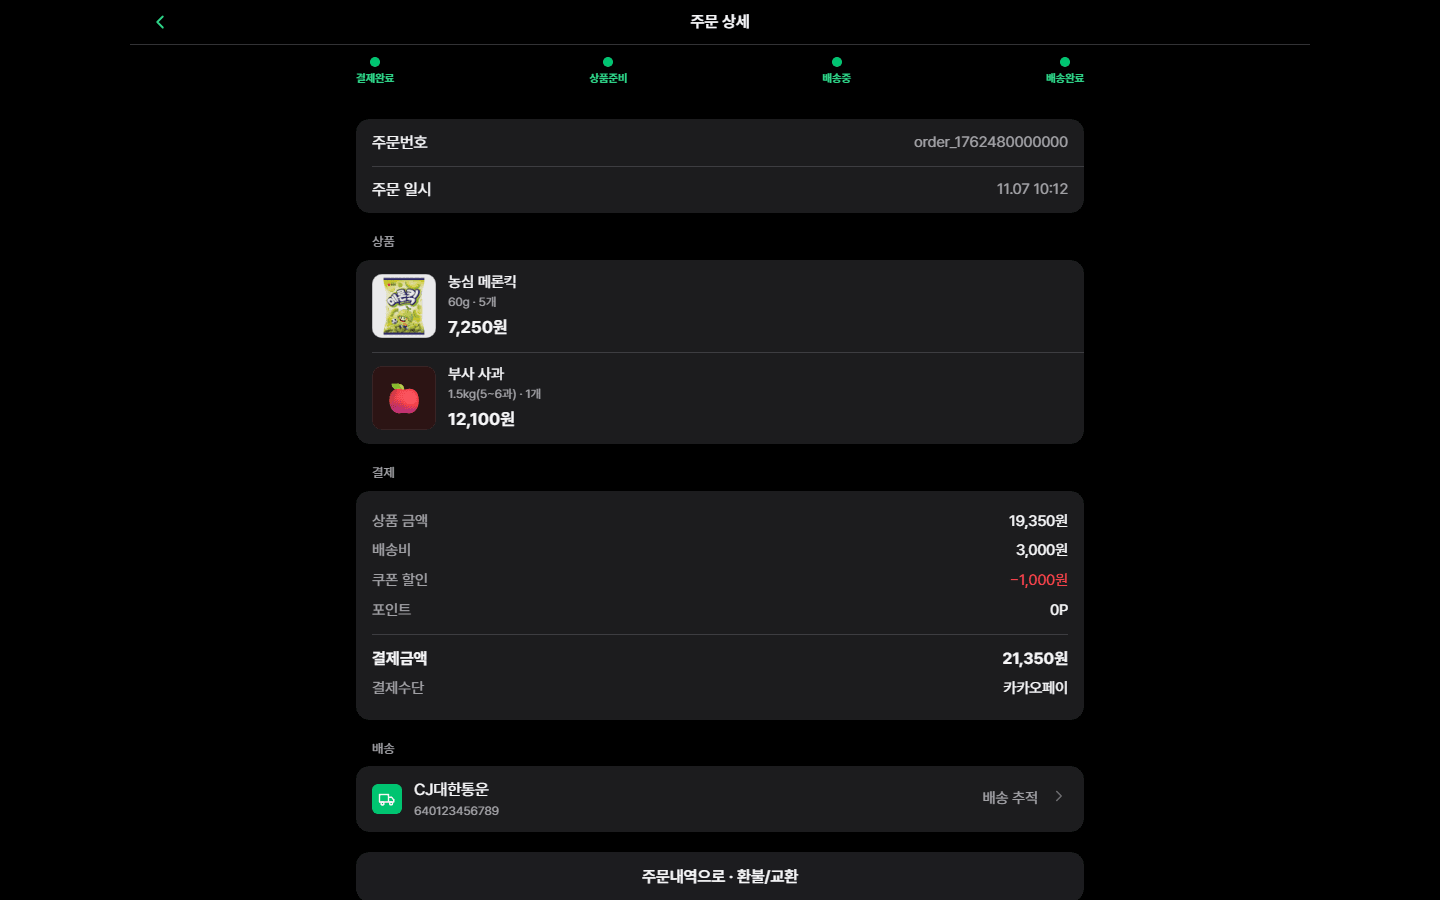 주문 상세
결제완료
상품준비
배송중
배송완료
주문번호
order_1762480000000
주문 일시
11.07 10:12
상품
메론킥
농심 메론킥
60g · 5개
7,250원
부사 사과
1.5kg(5~6과) · 1개
12,100원
결제
상품 금액
19,350원
배송비
3,000원
쿠폰 할인
−1,000원
포인트
0P
결제금액
21,350원
결제수단
카카오페이
배송
CJ대한통운
640123456789
배송 추적
주문내역으로 · 환불/교환